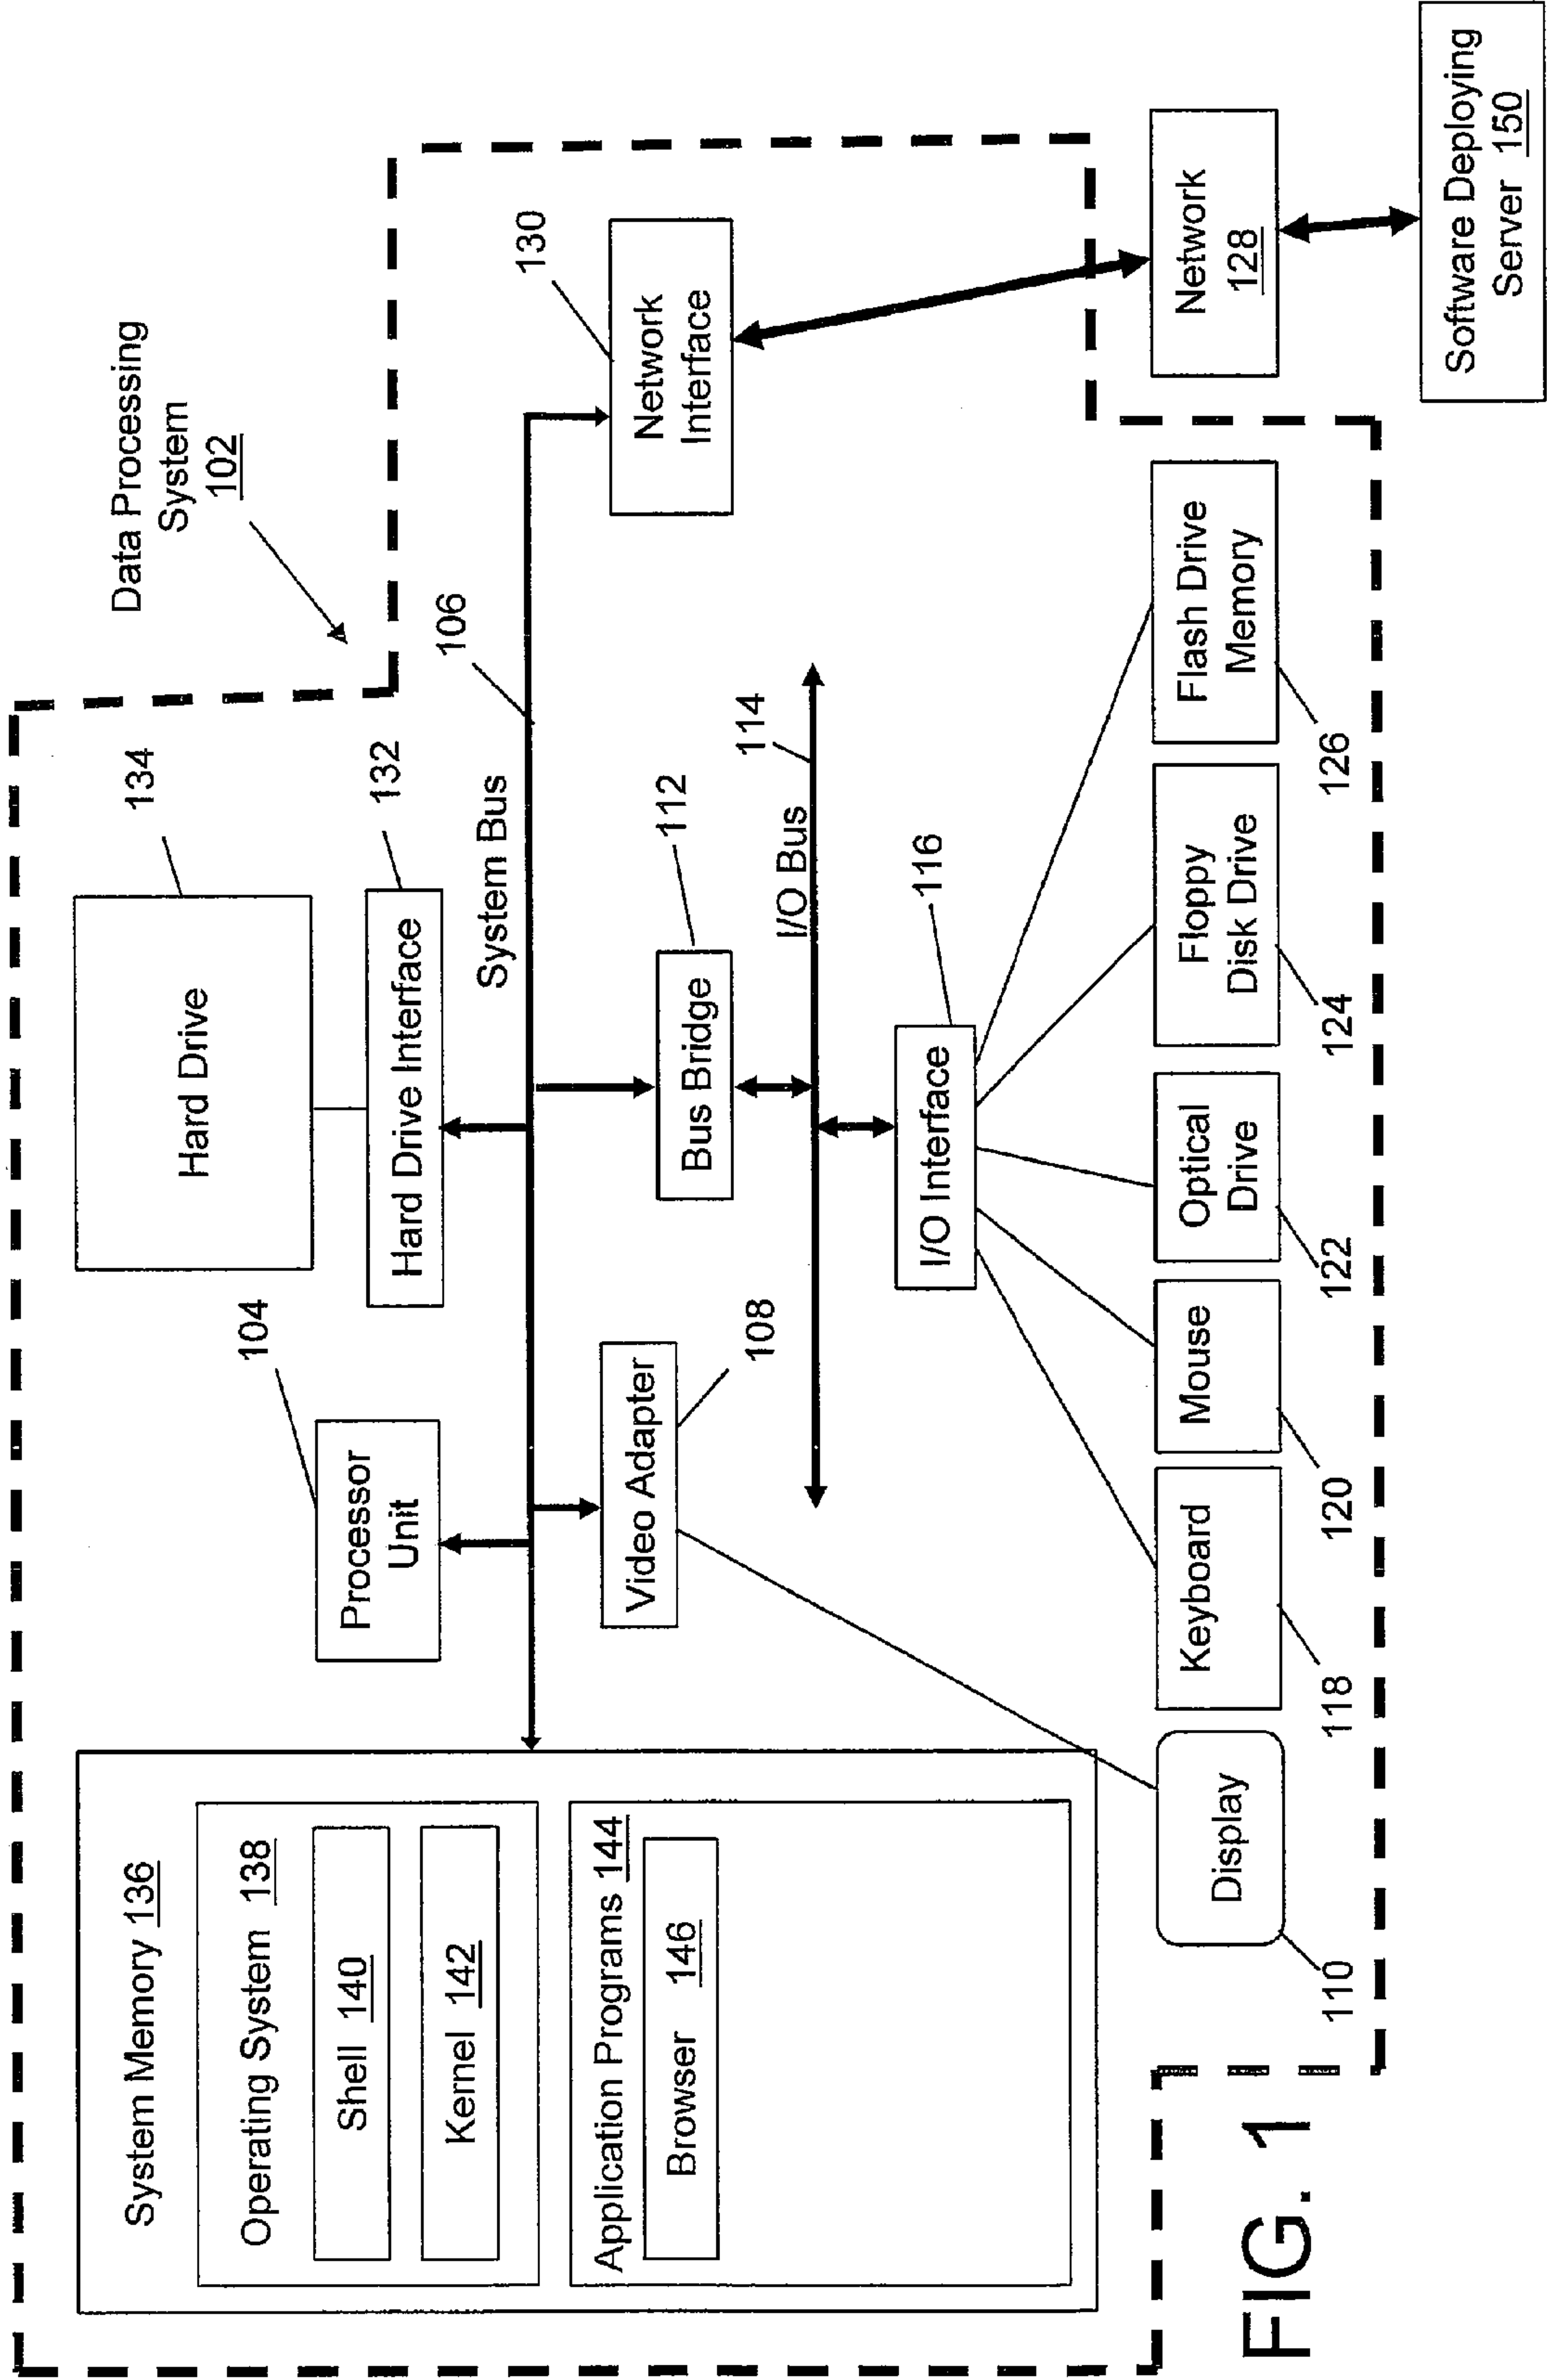 Data Processing
System
102
134
Hard Drive
132
Hard Drive Interface
104
Processor
Unit
System Memory 136
Operating System 138
Shell 140
Kernel 142
Application Programs 144
Browser 146
System Bus
106
130
Network
Interface
Video Adapter
108
Bus Bridge
112
I/O Bus
114
I/O Interface
116
Display
110
Keyboard
118
Mouse
120
Optical
Drive
122
Floppy
Disk Drive
124
Flash Drive
Memory
126
Network
128
Software Deploying
Server 150
FIG. 1